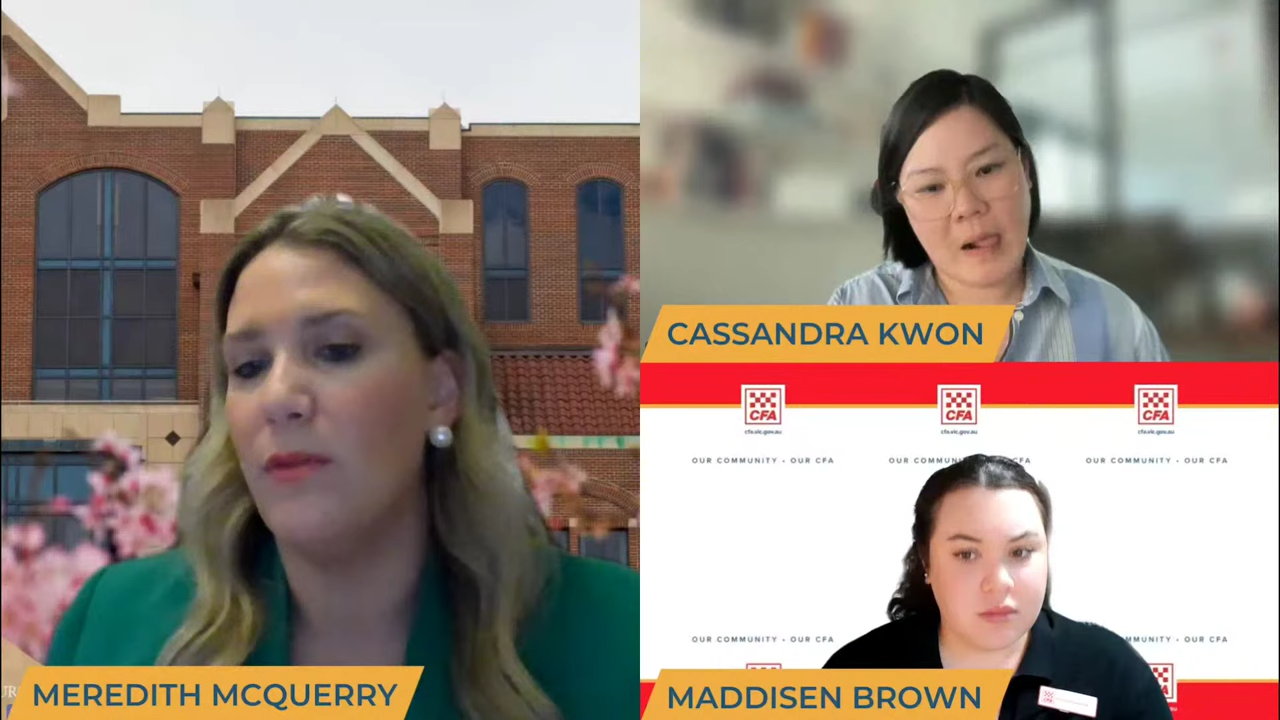 MEREDITH MCQUERRY
CASSANDRA KWON
CFA CFA CFA
cfa.vic.gov.au cfa.vic.gov.au cfa.vic.gov.au
OUR COMMUNITY • OUR CFA OUR COMMUNITY • OUR CFA OUR COMMUNITY • OUR CFA
OUR COMMUNITY • OUR CFA COMMUNITY • OUR CFA
MADDISEN BROWN